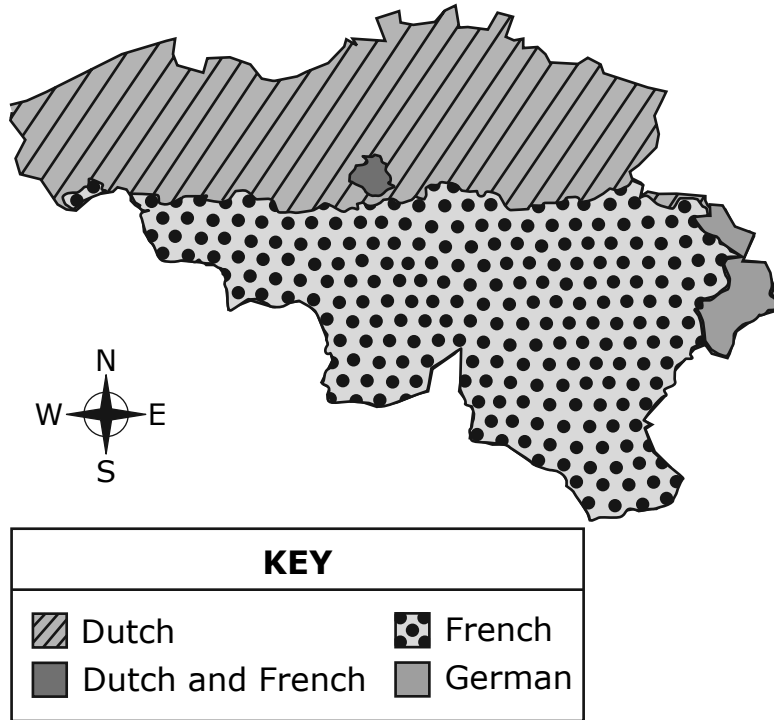 N
W E
S
KEY
Dutch French
Dutch and French German